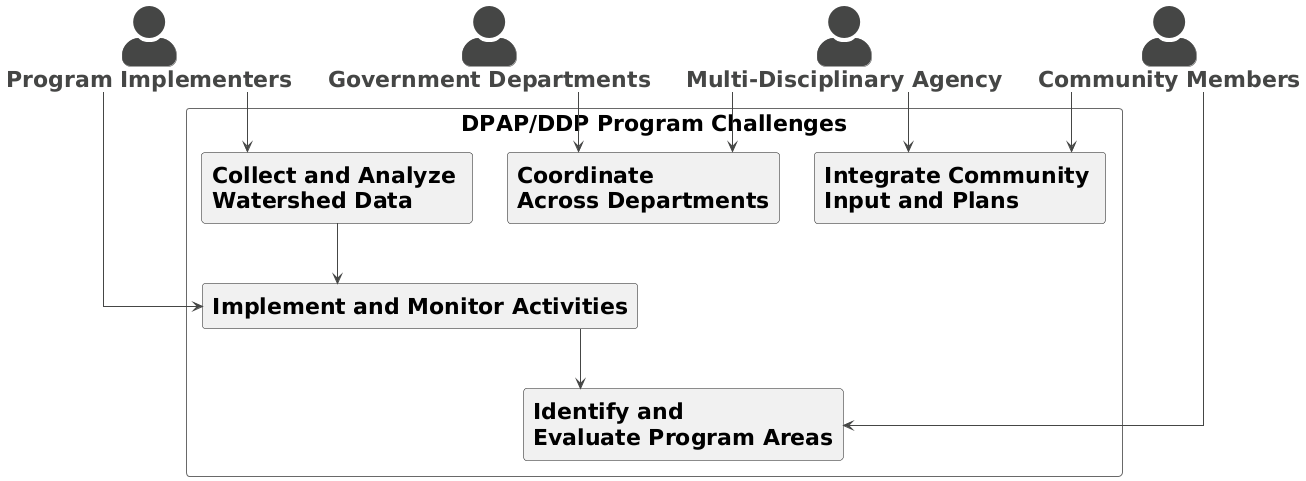 Program Implementers
Government Departments
Multi-Disciplinary Agency
Community Members
DPAP/DDP Program Challenges
Collect and Analyze
Watershed Data
Coordinate
Across Departments
Integrate Community
Input and Plans
Implement and Monitor Activities
Identify and
Evaluate Program Areas